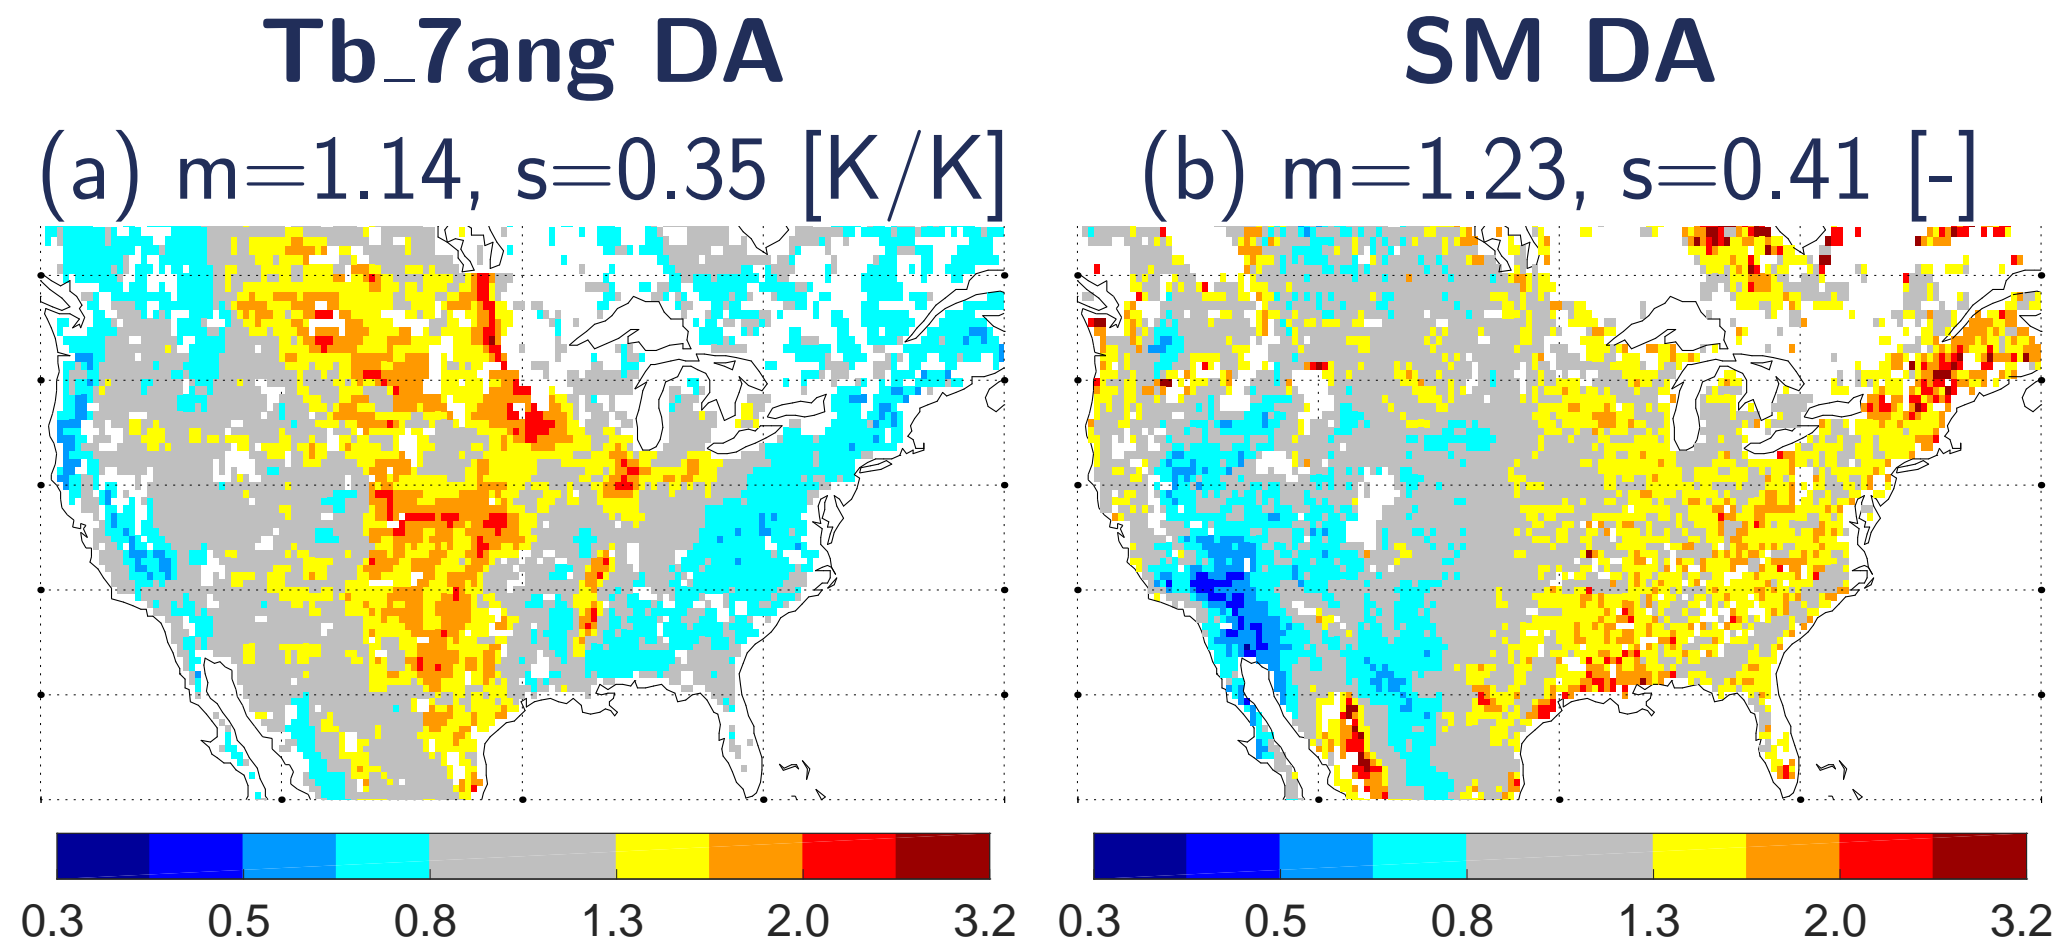 Tb_7ang DA
SM DA
(a) m=1.14, s=0.35 [K/K]
(b) m=1.23, s=0.41 [-]
0.3 0.5 0.8 1.3 2.0 3.2
0.3 0.5 0.8 1.3 2.0 3.2